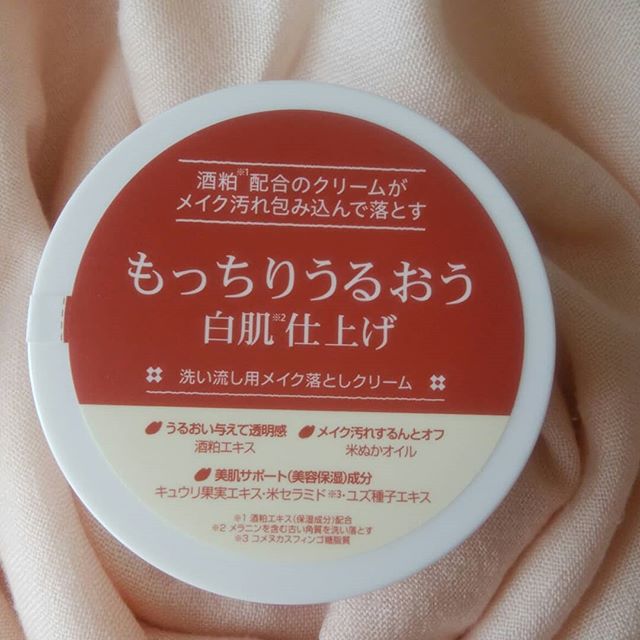 酒粕※1配合のクリームが
メイク汚れ包み込んで落とす
もっちりうるおう
白肌※2仕上げ
洗い流し用メイク落としクリーム
うるおい与えて透明感 メイク汚れするんとオフ
酒粕エキス 米ぬかオイル
美肌サポート(美容保湿)成分
キュウリ果実エキス・米セラミド※3・ユズ種子エキス
※1 酒粕エキス(保湿成分)配合
※2 メラニンを含む古い角質を洗い落とす
※3 コメヌカスフィンゴ糖脂質